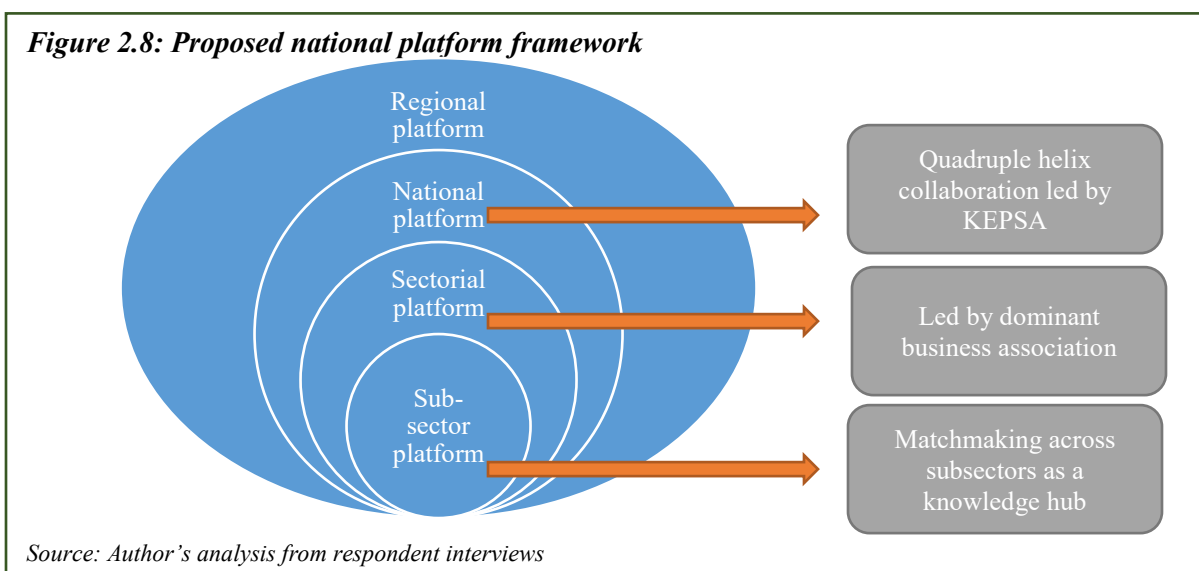 Figure 2.8: Proposed national platform framework
Regional
platform
National
platform
Sectorial
platform
Sub-
sector
platform
Quadruple helix
collaboration led by
KEPSA
Led by dominant
business association
Matchmaking across
subsectors as a
knowledge hub
Source: Author’s analysis from respondent interviews